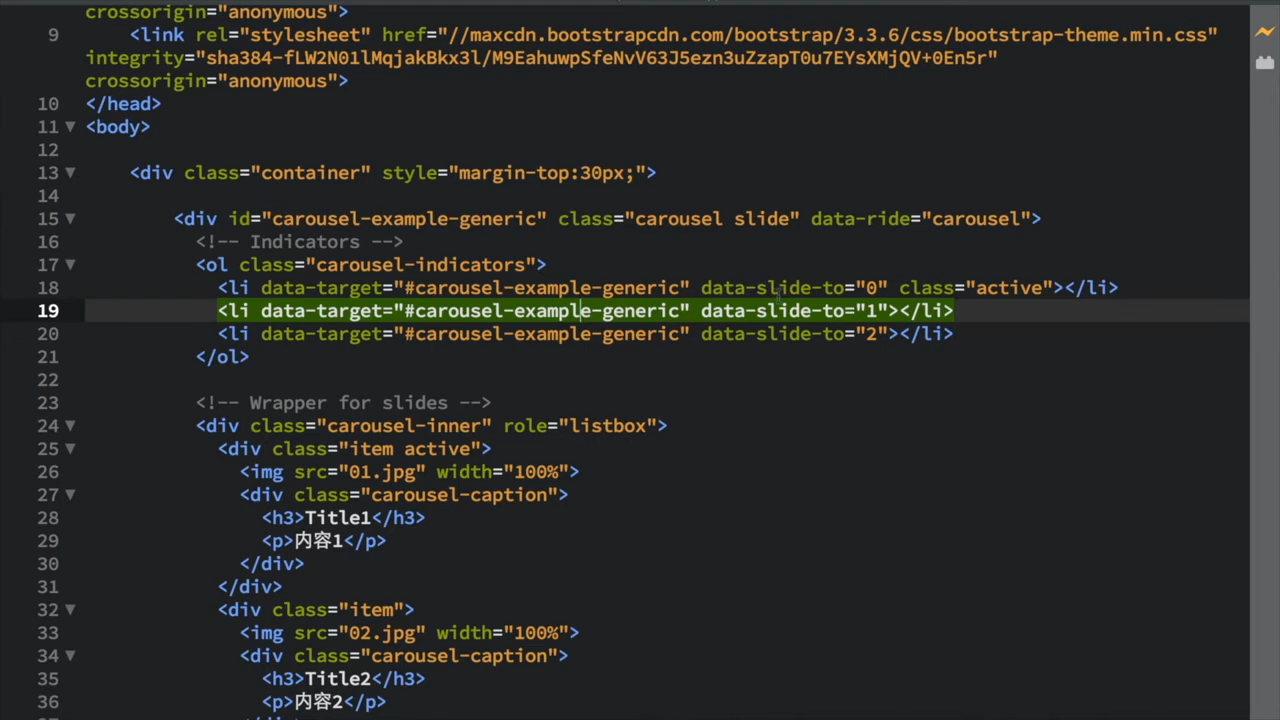 crossorigin="anonymous">
9 <link rel="stylesheet" href="//maxcdn.bootstrapcdn.com/bootstrap/3.3.6/css/bootstrap-theme.min.css"
integrity="sha384-fLW2N01lMqjakBkx3l/M9EahuwpSfeNvV63J5ezn3uZzapT0u7EYsXMjQV+0En5r"
crossorigin="anonymous">
10 </head>
11 <body>
12
13 <div class="container" style="margin-top:30px;">
14
15 <div id="carousel-example-generic" class="carousel slide" data-ride="carousel">
16 <!-- Indicators -->
17 <ol class="carousel-indicators">
18 <li data-target="#carousel-example-generic" data-slide-to="0" class="active"></li>
19 <li data-target="#carousel-example-generic" data-slide-to="1"></li>
20 <li data-target="#carousel-example-generic" data-slide-to="2"></li>
21 </ol>
22
23 <!-- Wrapper for slides -->
24 <div class="carousel-inner" role="listbox">
25 <div class="item active">
26 <img src="01.jpg" width="100%">
27 <div class="carousel-caption">
28 <h3>Title1</h3>
29 <p>内容1</p>
30 </div>
31 </div>
32 <div class="item">
33 <img src="02.jpg" width="100%">
34 <div class="carousel-caption">
35 <h3>Title2</h3>
36 <p>内容2</p>